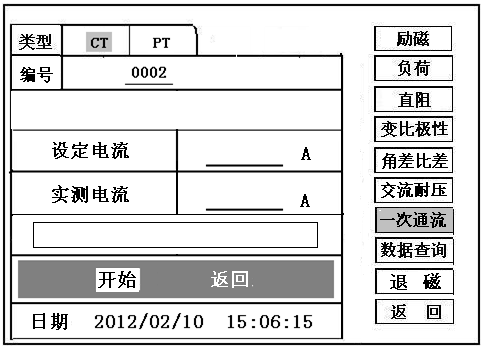 类型 CT PT
编号 0002
设定电流 A
实测电流 A
开始 返回
日期 2012/02/10 15:06:15
励磁
负荷
直阻
变比极性
角差比差
交流耐压
一次通流
数据查询
退 磁
返 回